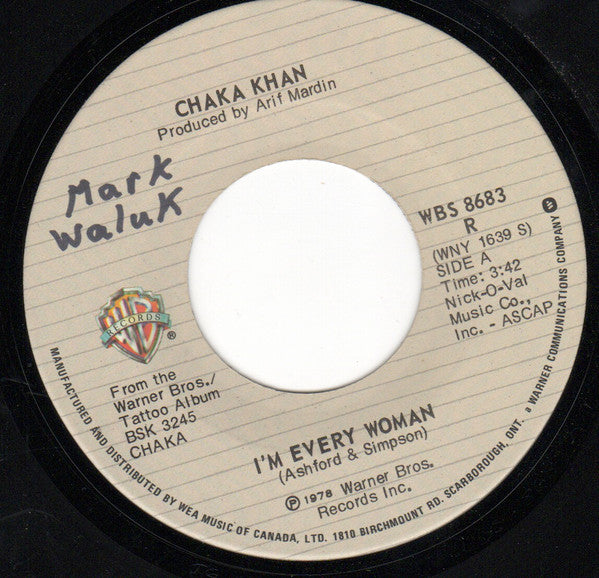 CHAKA KHAN
Produced by Arif Mardin
Mark
Waluk
WBS 8683
R
(WNY 1639 S)
SIDE A
Time: 3:42
Nick-O-Val
Music Co.,
Inc. - ASCAP
WB
RECORDS
®
From the
Warner Bros./
Tattoo Album
BSK 3245
CHAKA
I'M EVERY WOMAN
(Ashford & Simpson)
℗ 1978 Warner Bros.
Records Inc.
MANUFACTURED AND DISTRIBUTED BY WEA MUSIC OF CANADA, LTD. 1810 BIRCHMOUNT RD. SCARBOROUGH, ONT. a WARNER COMMUNICATIONS COMPANY